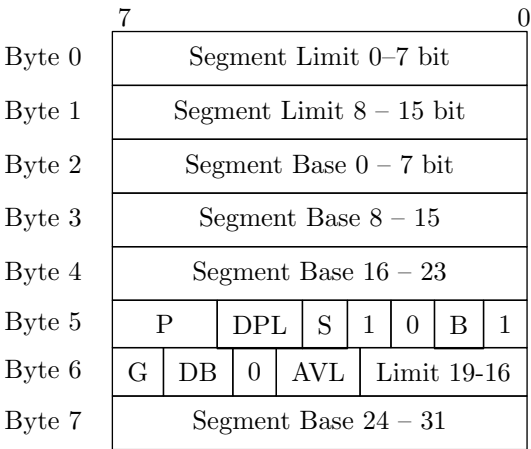 7 0
Byte 0 Segment Limit 0–7 bit
Byte 1 Segment Limit 8 – 15 bit
Byte 2 Segment Base 0 – 7 bit
Byte 3 Segment Base 8 – 15
Byte 4 Segment Base 16 – 23
Byte 5 P DPL S 1 0 B 1
Byte 6 G DB 0 AVL Limit 19-16
Byte 7 Segment Base 24 – 31